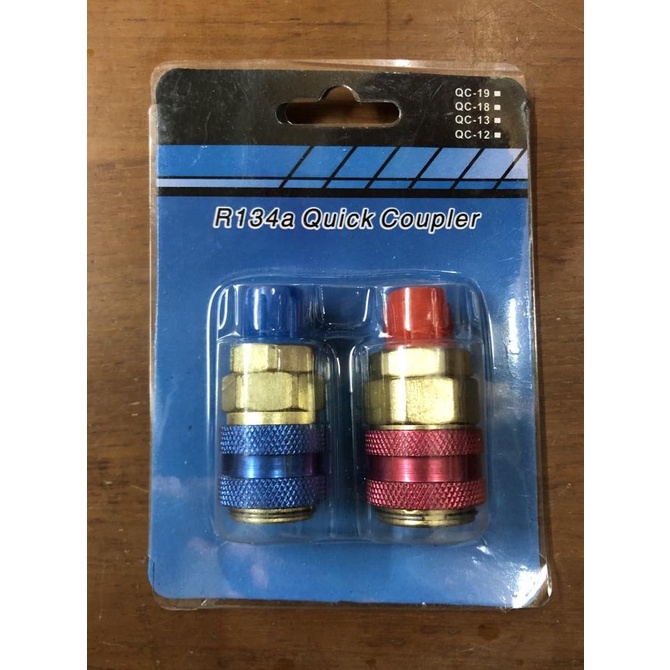 QC-19
QC-18
QC-13
QC-12
R134a Quick Coupler